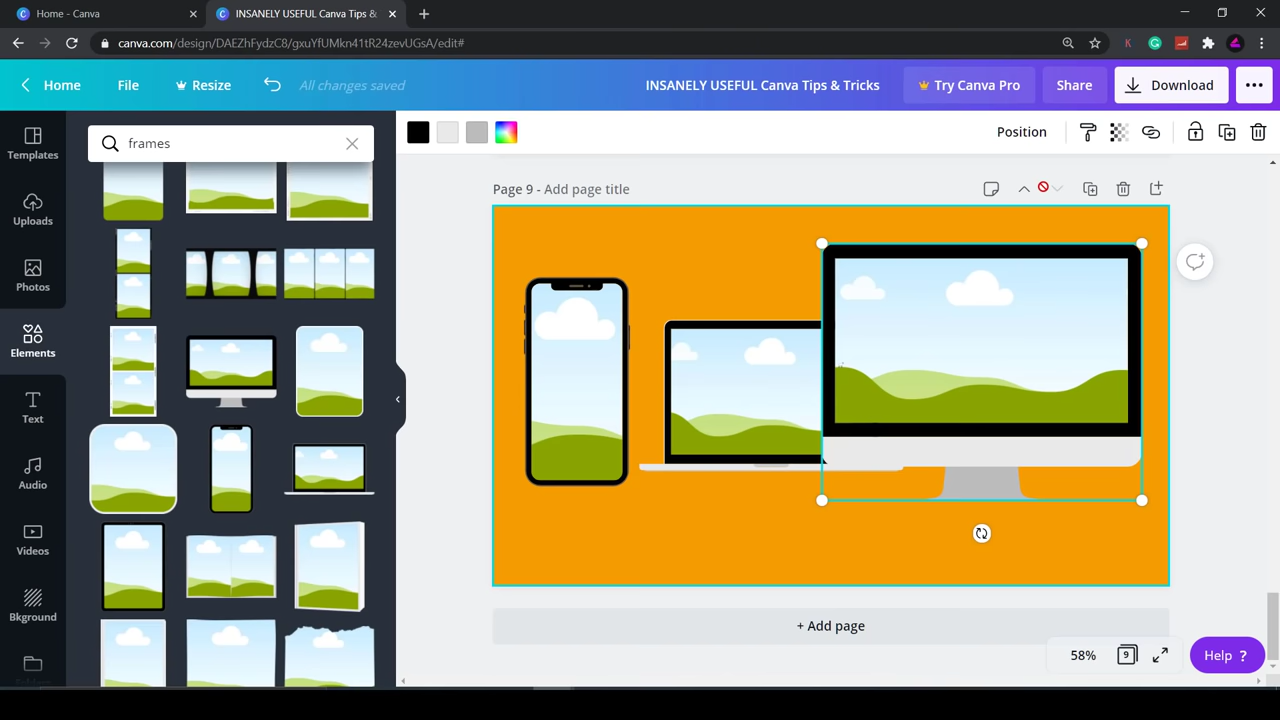 Home - Canva
INSANELY USEFUL Canva Tips &
canva.com/design/DAEZhFydzC8/gxuYfUMkn41tR24zevUGsA/edit#
Home
File
Resize
All changes saved
INSANELY USEFUL Canva Tips & Tricks
Try Canva Pro
Share
Download
Templates
Uploads
Photos
Elements
Text
Audio
Videos
Bkground
frames
Position
Page 9 - Add page title
+ Add page
58%
9
Help ?